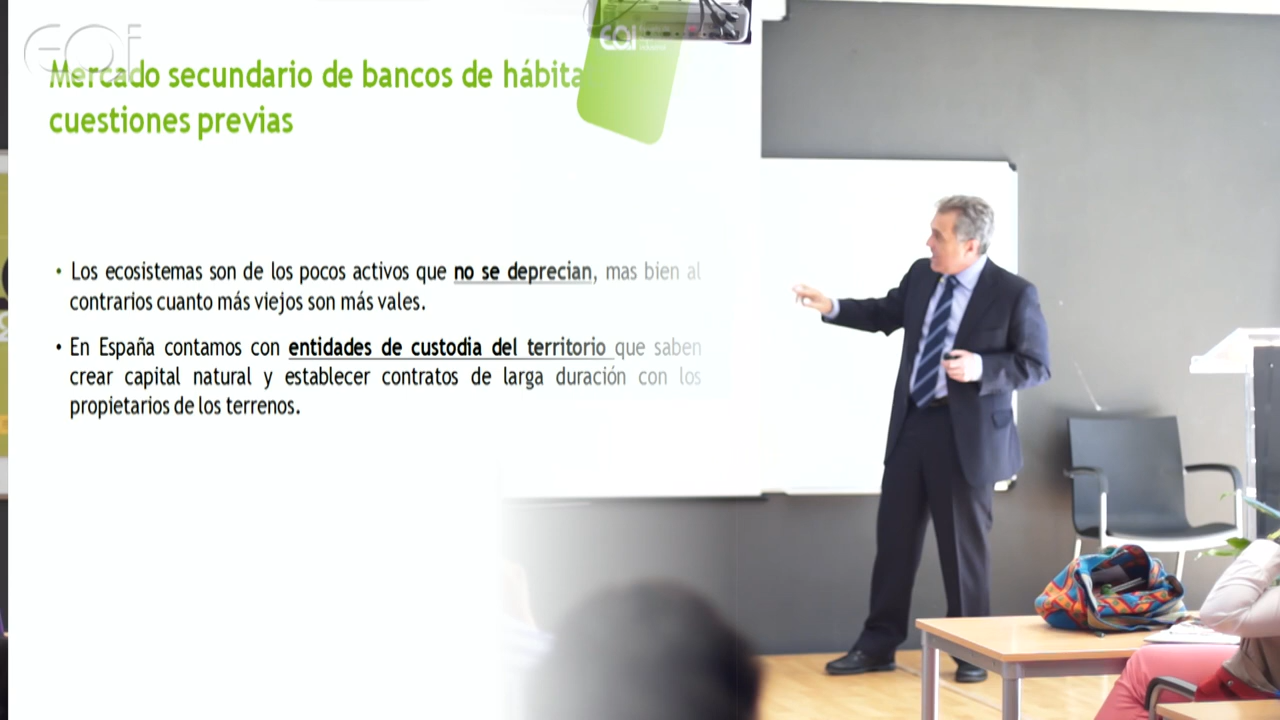 eoi
Mercado secundario de bancos de hábita
cuestiones previas
eoi
• Los ecosistemas son de los pocos activos que no se deprecian, mas bien al
contrarios cuanto más viejos son más vales.
• En España contamos con entidades de custodia del territorio que saben
crear capital natural y establecer contratos de larga duración con los
propietarios de los terrenos.